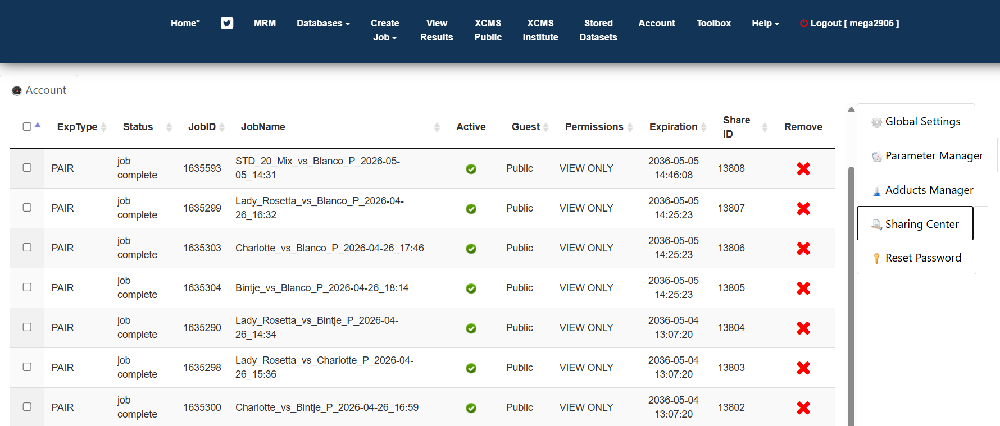 Home*
MRM
Databases
Create
Job
View
Results
XCMS
Public
XCMS
Institute
Stored
Datasets
Account
Toolbox
Help
Logout [ mega2905 ]
Account
ExpType
Status
JobID
JobName
Active
Guest
Permissions
Expiration
Share
ID
Remove
PAIR
job
complete
1635593
STD_20_Mix_vs_Blanco_P_2026-05-
05_14:31
Public
VIEW ONLY
2036-05-05
14:46:08
13808
PAIR
job
complete
1635299
Lady_Rosetta_vs_Blanco_P_2026-04-
26_16:32
Public
VIEW ONLY
2036-05-05
14:25:23
13807
PAIR
job
complete
1635303
Charlotte_vs_Blanco_P_2026-04-26_17:46
Public
VIEW ONLY
2036-05-05
14:25:23
13806
PAIR
job
complete
1635304
Bintje_vs_Blanco_P_2026-04-26_18:14
Public
VIEW ONLY
2036-05-05
14:25:23
13805
PAIR
job
complete
1635290
Lady_Rosetta_vs_Bintje_P_2026-04-
26_14:34
Public
VIEW ONLY
2036-05-04
13:07:20
13804
PAIR
job
complete
1635298
Lady_Rosetta_vs_Charlotte_P_2026-04-
26_15:36
Public
VIEW ONLY
2036-05-04
13:07:20
13803
PAIR
job
complete
1635300
Charlotte_vs_Bintje_P_2026-04-26_16:59
Public
VIEW ONLY
2036-05-04
13:07:20
13802
Global Settings
Parameter Manager
Adducts Manager
Sharing Center
Reset Password